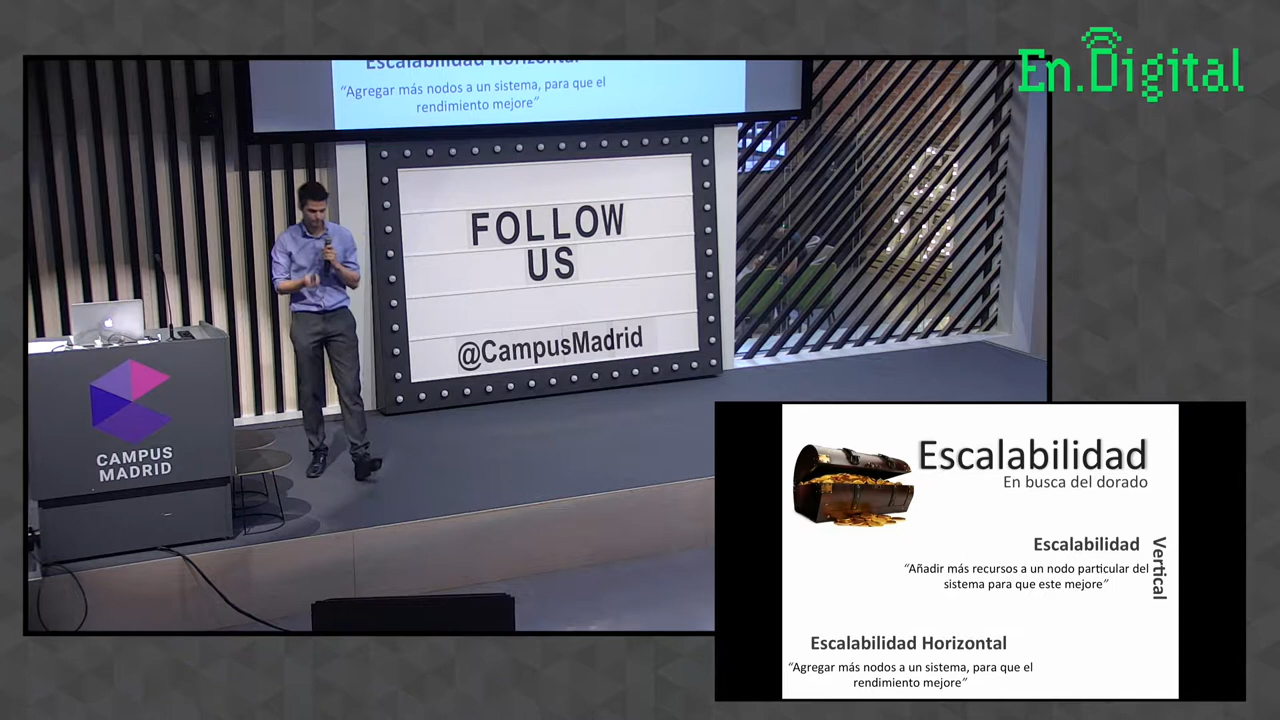 En.Digital
Escalabilidad Horizontal
“Agregar más nodos a un sistema, para que el
rendimiento mejore”
FOLLOW
US
@CampusMadrid
CAMPUS
MADRID
Escalabilidad
En busca del dorado
Escalabilidad
Vertical
“Añadir más recursos a un nodo particular del
sistema para que este mejore”
Escalabilidad Horizontal
“Agregar más nodos a un sistema, para que el
rendimiento mejore”